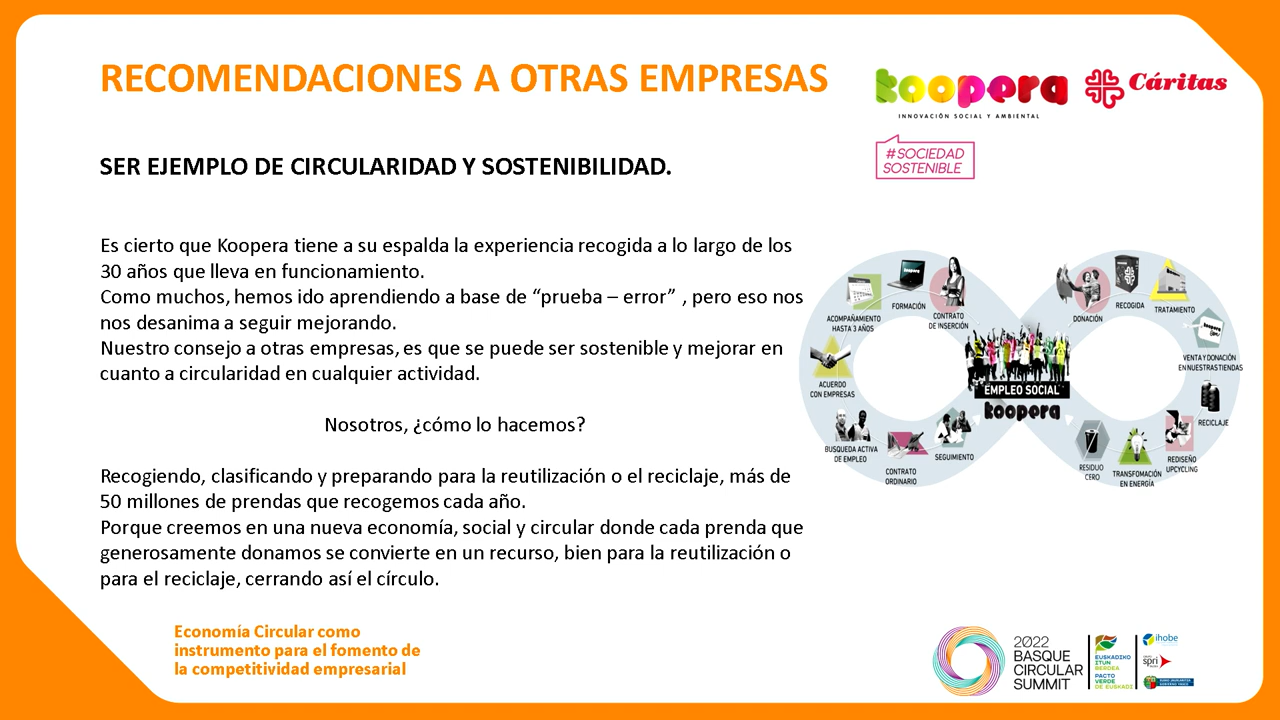 RECOMENDACIONES A OTRAS EMPRESAS
koopera
INNOVACIÓN SOCIAL Y AMBIENTAL
Cáritas
#SOCIEDAD
SOSTENIBLE
SER EJEMPLO DE CIRCULARIDAD Y SOSTENIBILIDAD.
Es cierto que Koopera tiene a su espalda la experiencia recogida a lo largo de los
30 años que lleva en funcionamiento.
Como muchos, hemos ido aprendiendo a base de “prueba – error” , pero eso nos
nos desanima a seguir mejorando.
Nuestro consejo a otras empresas, es que se puede ser sostenible y mejorar en
cuanto a circularidad en cualquier actividad.
Nosotros, ¿cómo lo hacemos?
Recogiendo, clasificando y preparando para la reutilización o el reciclaje, más de
50 millones de prendas que recogemos cada año.
Porque creemos en una nueva economía, social y circular donde cada prenda que
generosamente donamos se convierte en un recurso, bien para la reutilización o
para el reciclaje, cerrando así el círculo.
FORMACIÓN
CONTRATO
DE INSERCIÓN
ACOMPAÑAMIENTO
HASTA 3 AÑOS
ACUERDO
CON EMPRESAS
BUSQUEDA ACTIVA
DE EMPLEO
CONTRATO
ORDINARIO
SEGUIMIENTO
EMPLEO SOCIAL
koopera
DONACIÓN
RECOGIDA
TRATAMIENTO
VENTA Y DONACIÓN
EN NUESTRAS TIENDAS
RECICLAJE
REDISEÑO
UPCYCLING
TRANSFOMACIÓN
EN ENERGÍA
RESIDUO
CERO
Economía Circular como
instrumento para el fomento de
la competitividad empresarial
2022
BASQUE
CIRCULAR
SUMMIT
EUSKADIKO
ITUN
BERDEA
PACTO
VERDE
DE EUSKADI
ihobe
spri